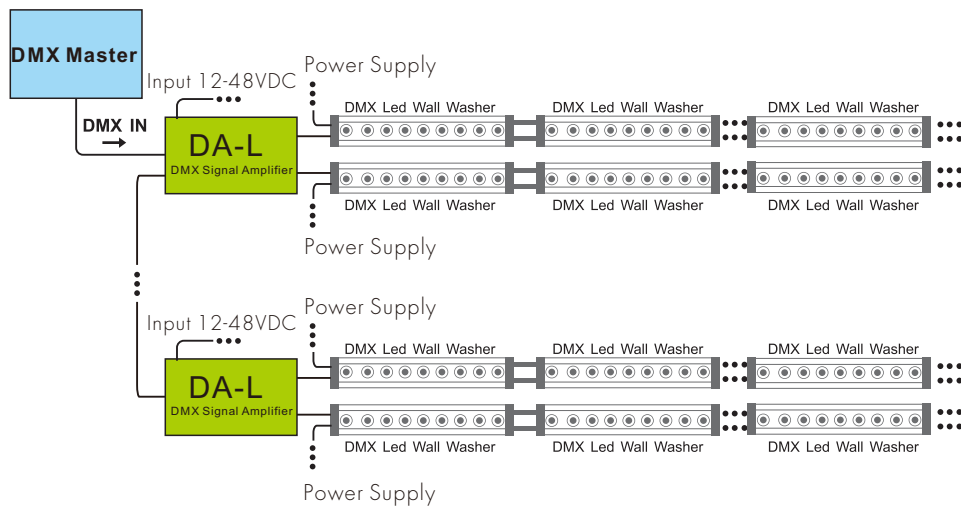 DMX Master
Input 12-48VDC
Power Supply
DMX IN
DA-L
DMX Signal Amplifier
DMX Led Wall Washer
DMX Led Wall Washer
DMX Led Wall Washer
DMX Led Wall Washer
DMX Led Wall Washer
DMX Led Wall Washer
Power Supply
Input 12-48VDC
Power Supply
DA-L
DMX Signal Amplifier
DMX Led Wall Washer
DMX Led Wall Washer
DMX Led Wall Washer
DMX Led Wall Washer
DMX Led Wall Washer
DMX Led Wall Washer
Power Supply